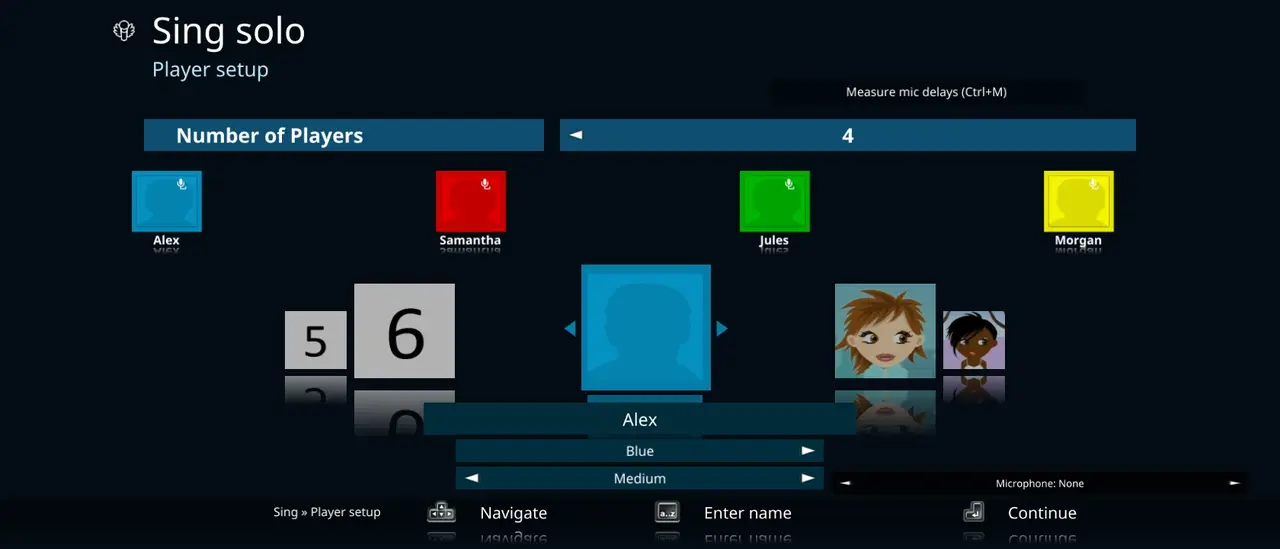 Sing solo
Player setup
Measure mic delays (Ctrl+M)
Number of Players
4
Alex
Samantha
Jules
Morgan
5
6
Alex
Blue
Medium
Microphone: None
Sing » Player setup
Navigate
a..z
Enter name
Continue